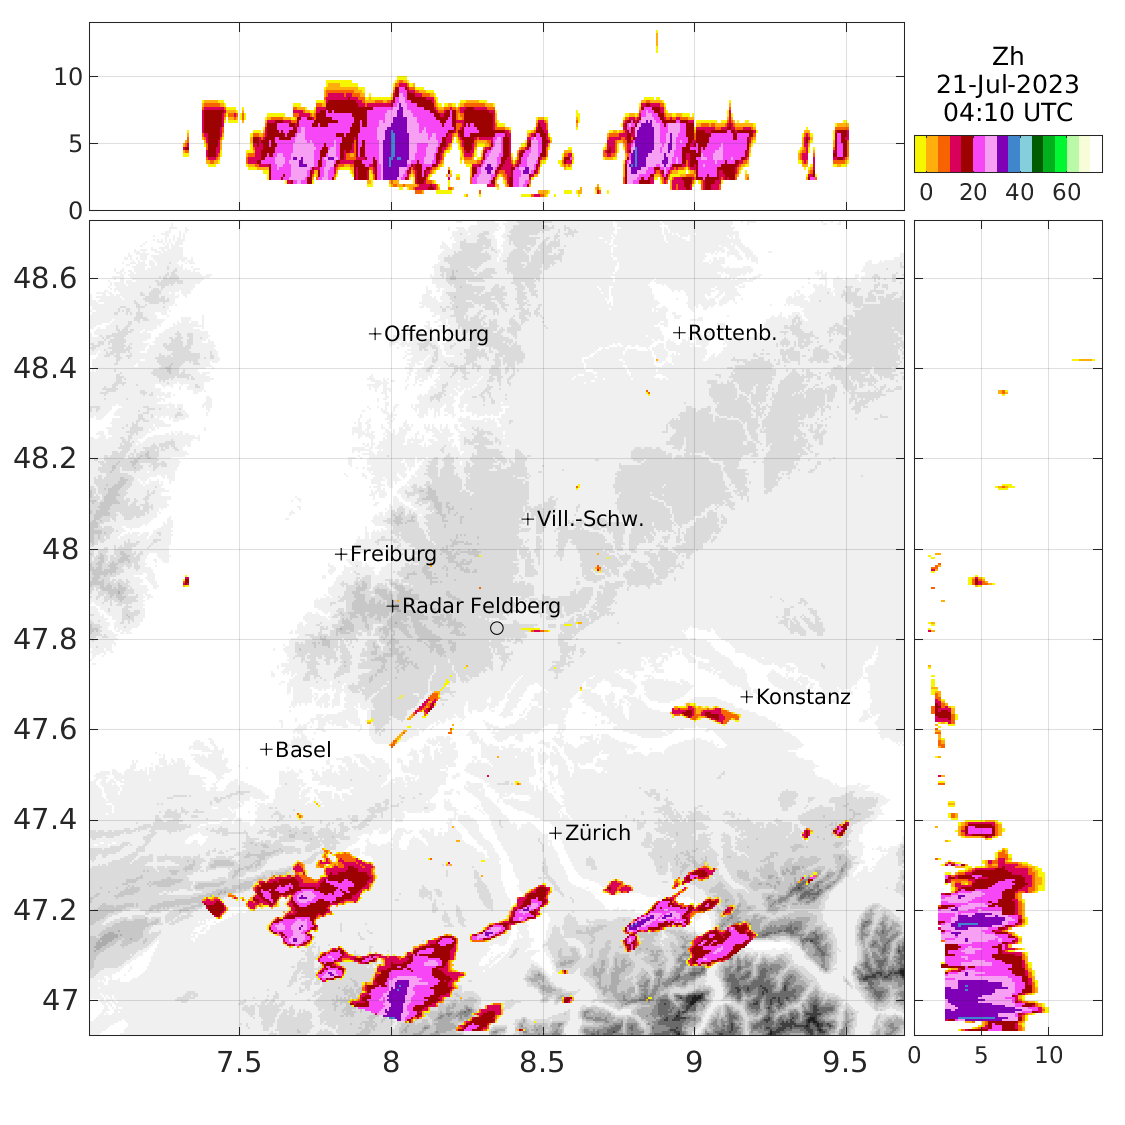 10
5
0
Zh
21-Jul-2023
04:10 UTC
0 20 40 60
48.6
48.4
48.2
48
47.8
47.6
47.4
47.2
47
+Offenburg
+Rottenb.
+Vill.-Schw.
+Freiburg
+Radar Feldberg
+Konstanz
+Basel
+Zürich
7.5 8 8.5 9 9.5
0 5 10